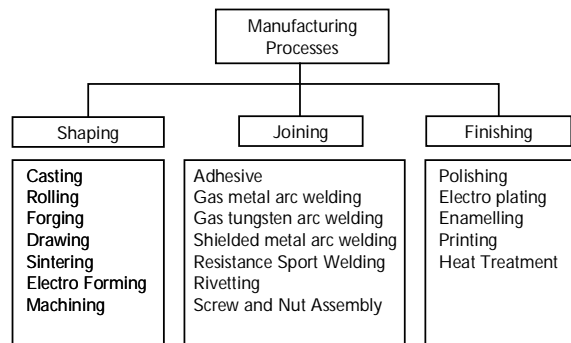 Manufacturing
Processes
Shaping
Joining
Finishing
Casting
Rolling
Forging
Drawing
Sintering
Electro Forming
Machining
Adhesive
Gas metal arc welding
Gas tungsten arc welding
Shielded metal arc welding
Resistance Sport Welding
Rivetting
Screw and Nut Assembly
Polishing
Electro plating
Enamelling
Printing
Heat Treatment